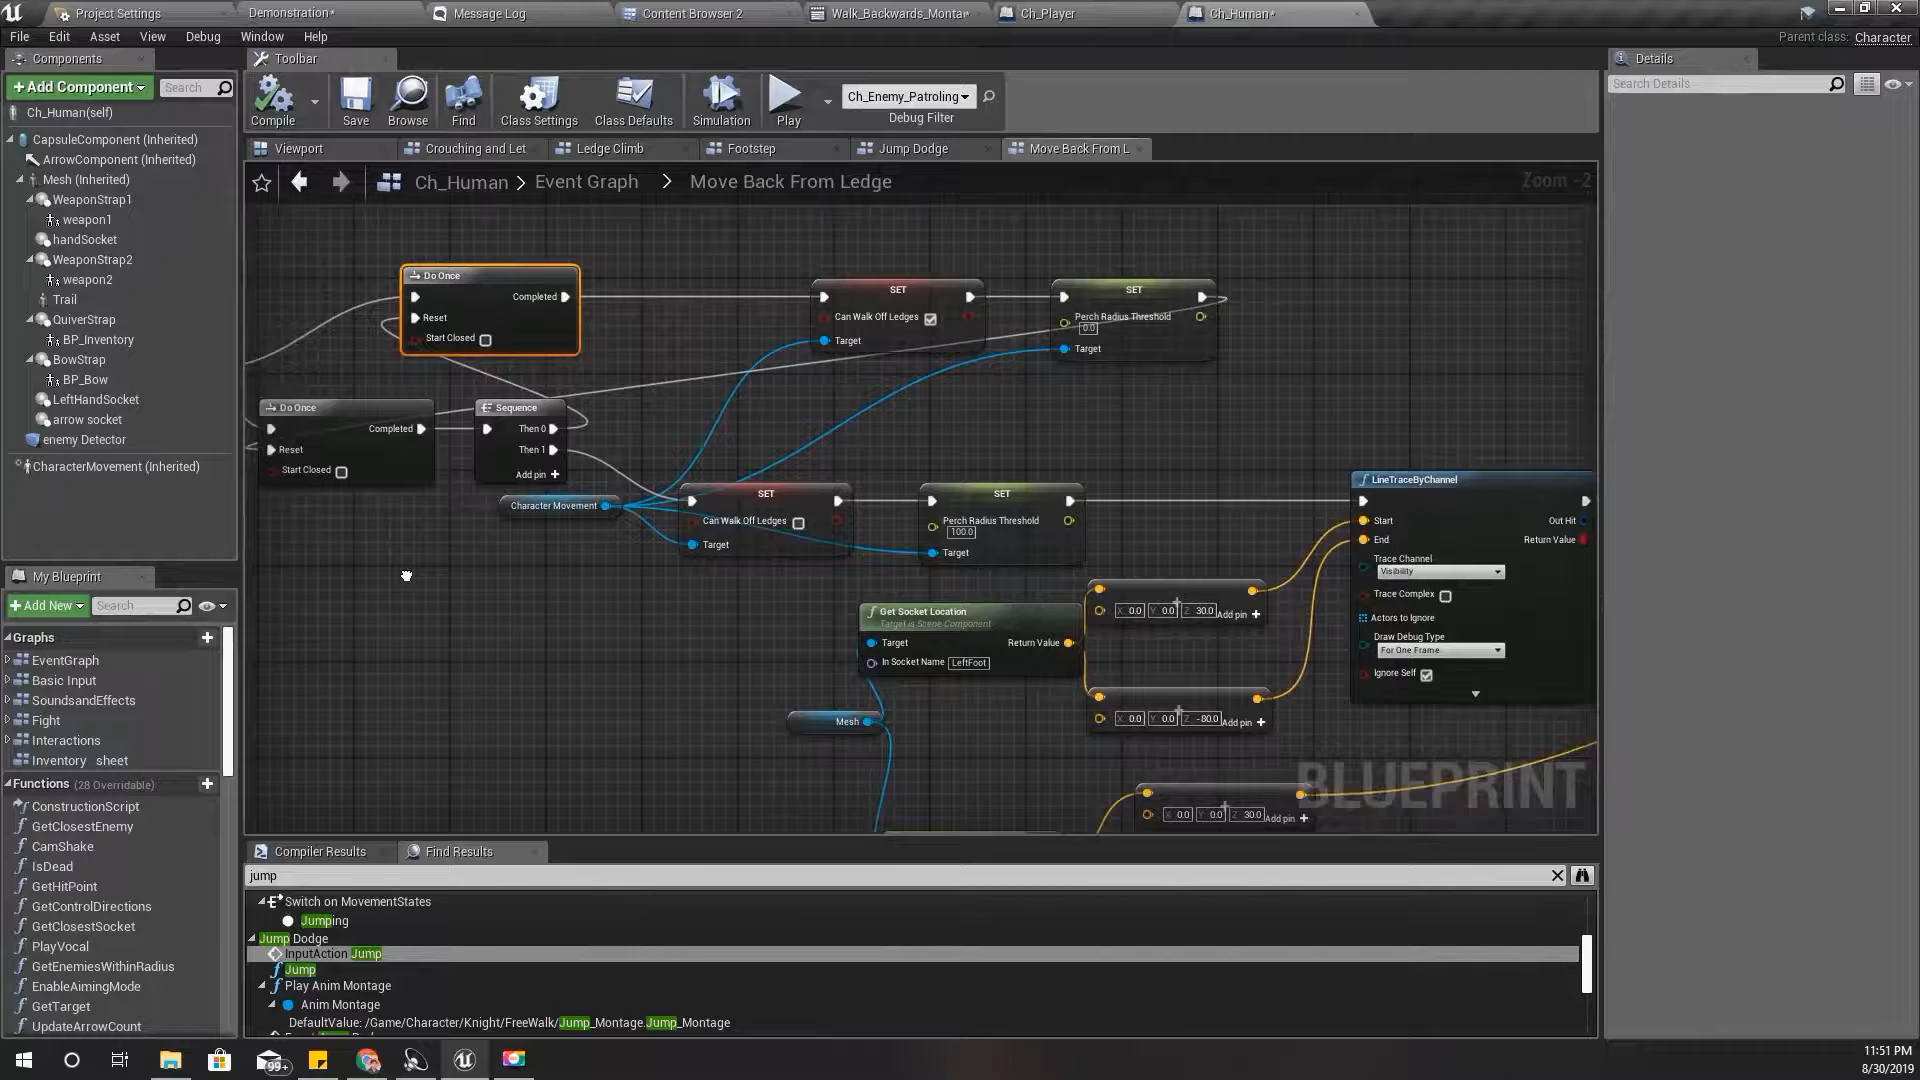 Project Settings
Demonstration*
Message Log
Content Browser 2
Walk_Backwards_Monta*
Ch_Player
Ch_Human*
File Edit Asset View Debug Window Help
Parent class: Character
Components
Toolbar
Details
+Add Component
Search
Search Details
Compile
Save
Browse
Find
Class Settings
Class Defaults
Simulation
Play
Ch_Enemy_Patroling
Debug Filter
Ch_Human(self)
CapsuleComponent (Inherited)
ArrowComponent (Inherited)
Mesh (Inherited)
WeaponStrap1
weapon1
handSocket
WeaponStrap2
weapon2
Trail
QuiverStrap
BP_Inventory
BowStrap
BP_Bow
LeftHandSocket
arrow socket
enemy Detector
CharacterMovement (Inherited)
Viewport
Crouching and Let
Ledge Climb
Footstep
Jump Dodge
Move Back From L
Ch_Human > Event Graph > Move Back From Ledge
Zoom -2
Do Once
Completed
Reset
Start Closed
SET
Can Walk Off Ledges
Target
SET
Perch Radius Threshold
0.0
Target
Do Once
Completed
Reset
Start Closed
Sequence
Then 0
Then 1
Add pin +
Character Movement
SET
Can Walk Off Ledges
Target
SET
Perch Radius Threshold
100.0
Target
LineTraceByChannel
Start
Out Hit
End
Return Value
Trace Channel
Visibility
Trace Complex
Actors to Ignore
Draw Debug Type
For One Frame
Ignore Self
Get Socket Location
Target is Scene Component
Target
Return Value
In Socket Name LeftFoot
X 0.0 Y 0.0 Z 30.0 Add pin +
X 0.0 Y 0.0 Z -80.0 Add pin +
Mesh
X 0.0 Y 0.0 Z 30.0 Add pin +
BLUEPRINT
My Blueprint
+Add New
Search
Graphs
EventGraph
Basic Input
SoundsandEffects
Fight
Interactions
Inventory sheet
Functions (28 Overridable)
ConstructionScript
GetClosestEnemy
CamShake
IsDead
GetHitPoint
GetControlDirections
GetClosestSocket
PlayVocal
GetEnemiesWithinRadius
EnableAimingMode
GetTarget
UpdateArrowCount
Compiler Results
Find Results
jump
Switch on MovementStates
Jumping
Jump Dodge
InputAction Jump
Jump
Play Anim Montage
Anim Montage
DefaultValue: /Game/Character/Knight/FreeWalk/Jump_Montage.Jump_Montage
99+
11:51 PM
8/30/2019